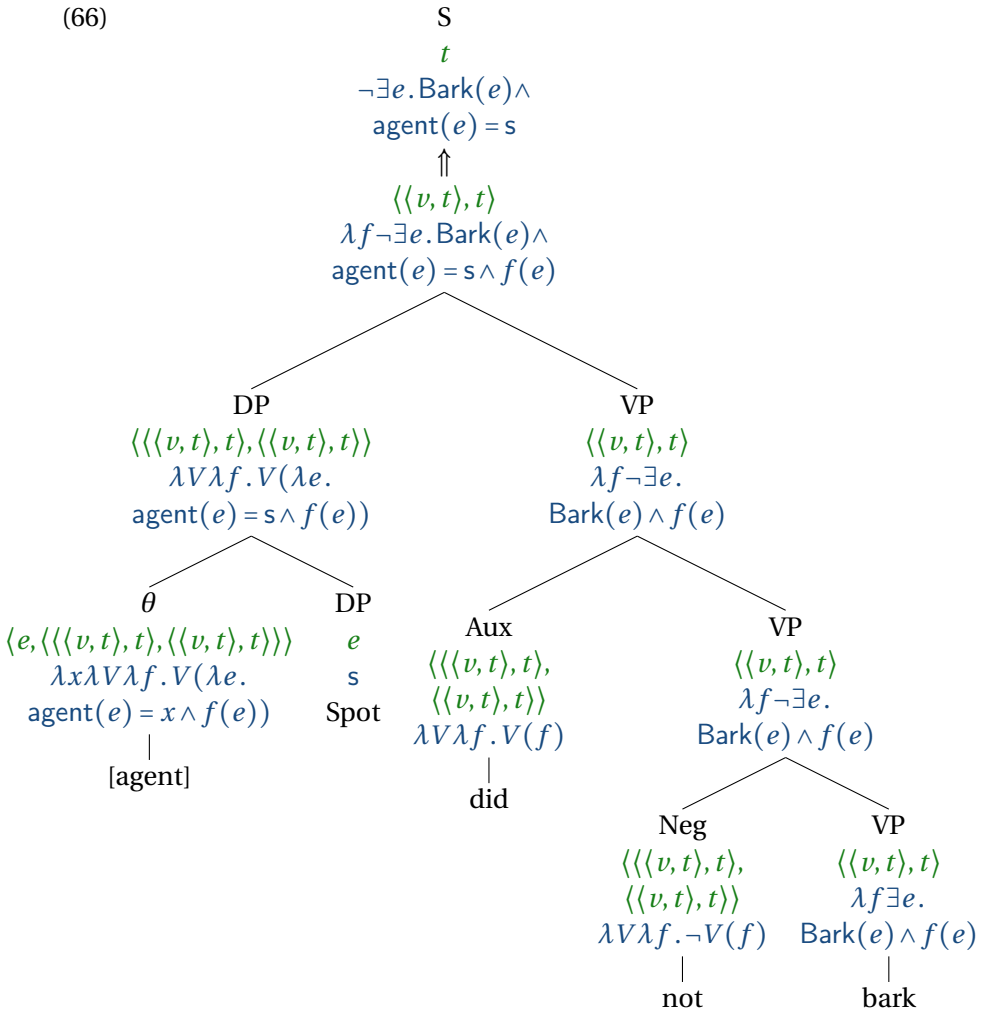 (66)
S
t
¬∃e.Bark(e)∧
agent(e) = s
⇑
⟨⟨v, t⟩, t⟩
λf¬∃e.Bark(e)∧
agent(e) = s ∧ f(e)
DP
⟨⟨⟨v, t⟩, t⟩, ⟨⟨v, t⟩, t⟩⟩
λVλf.V(λe.
agent(e) = s ∧ f(e))
VP
⟨⟨v, t⟩, t⟩
λf¬∃e.
Bark(e) ∧ f(e)
θ
⟨e, ⟨⟨⟨v, t⟩, t⟩, ⟨⟨v, t⟩, t⟩⟩⟩
λxλVλf.V(λe.
agent(e) = x ∧ f(e))
[agent]
DP
e
s
Spot
Aux
⟨⟨⟨v, t⟩, t⟩,
⟨⟨v, t⟩, t⟩⟩
λVλf.V(f)
did
VP
⟨⟨v, t⟩, t⟩
λf¬∃e.
Bark(e) ∧ f(e)
Neg
⟨⟨⟨v, t⟩, t⟩,
⟨⟨v, t⟩, t⟩⟩
λVλf.¬V(f)
not
VP
⟨⟨v, t⟩, t⟩
λf∃e.
Bark(e) ∧ f(e)
bark